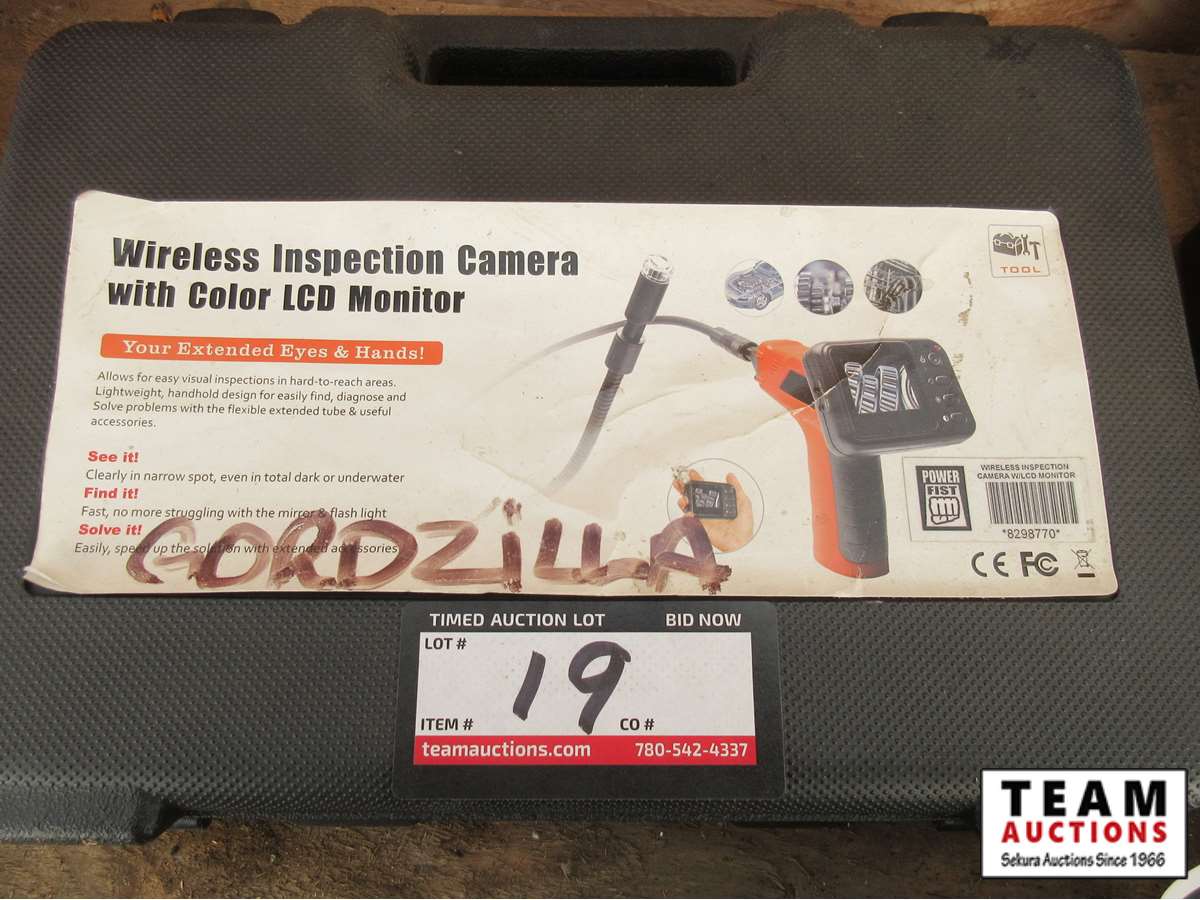 Wireless Inspection Camera
with Color LCD Monitor
Your Extended Eyes & Hands!
Allows for easy visual inspections in hard-to-reach areas.
Lightweight, handhold design for easily find, diagnose and
Solve problems with the flexible extended tube & useful
accessories.
See it!
Clearly in narrow spot, even in total dark or underwater
Find it!
Fast, no more struggling with the mirror & flash light
Solve it!
Easily, speed up the solution with extended accessories
GORDZILLA
TOOL
POWER
FIST
WIRELESS INSPECTION
CAMERA W/LCD MONITOR
*8298770*
CE FC
TIMED AUCTION LOT BID NOW
LOT #
19
ITEM # CO #
teamauctions.com 780-542-4337
TEAM
AUCTIONS
Sekura Auctions Since 1966